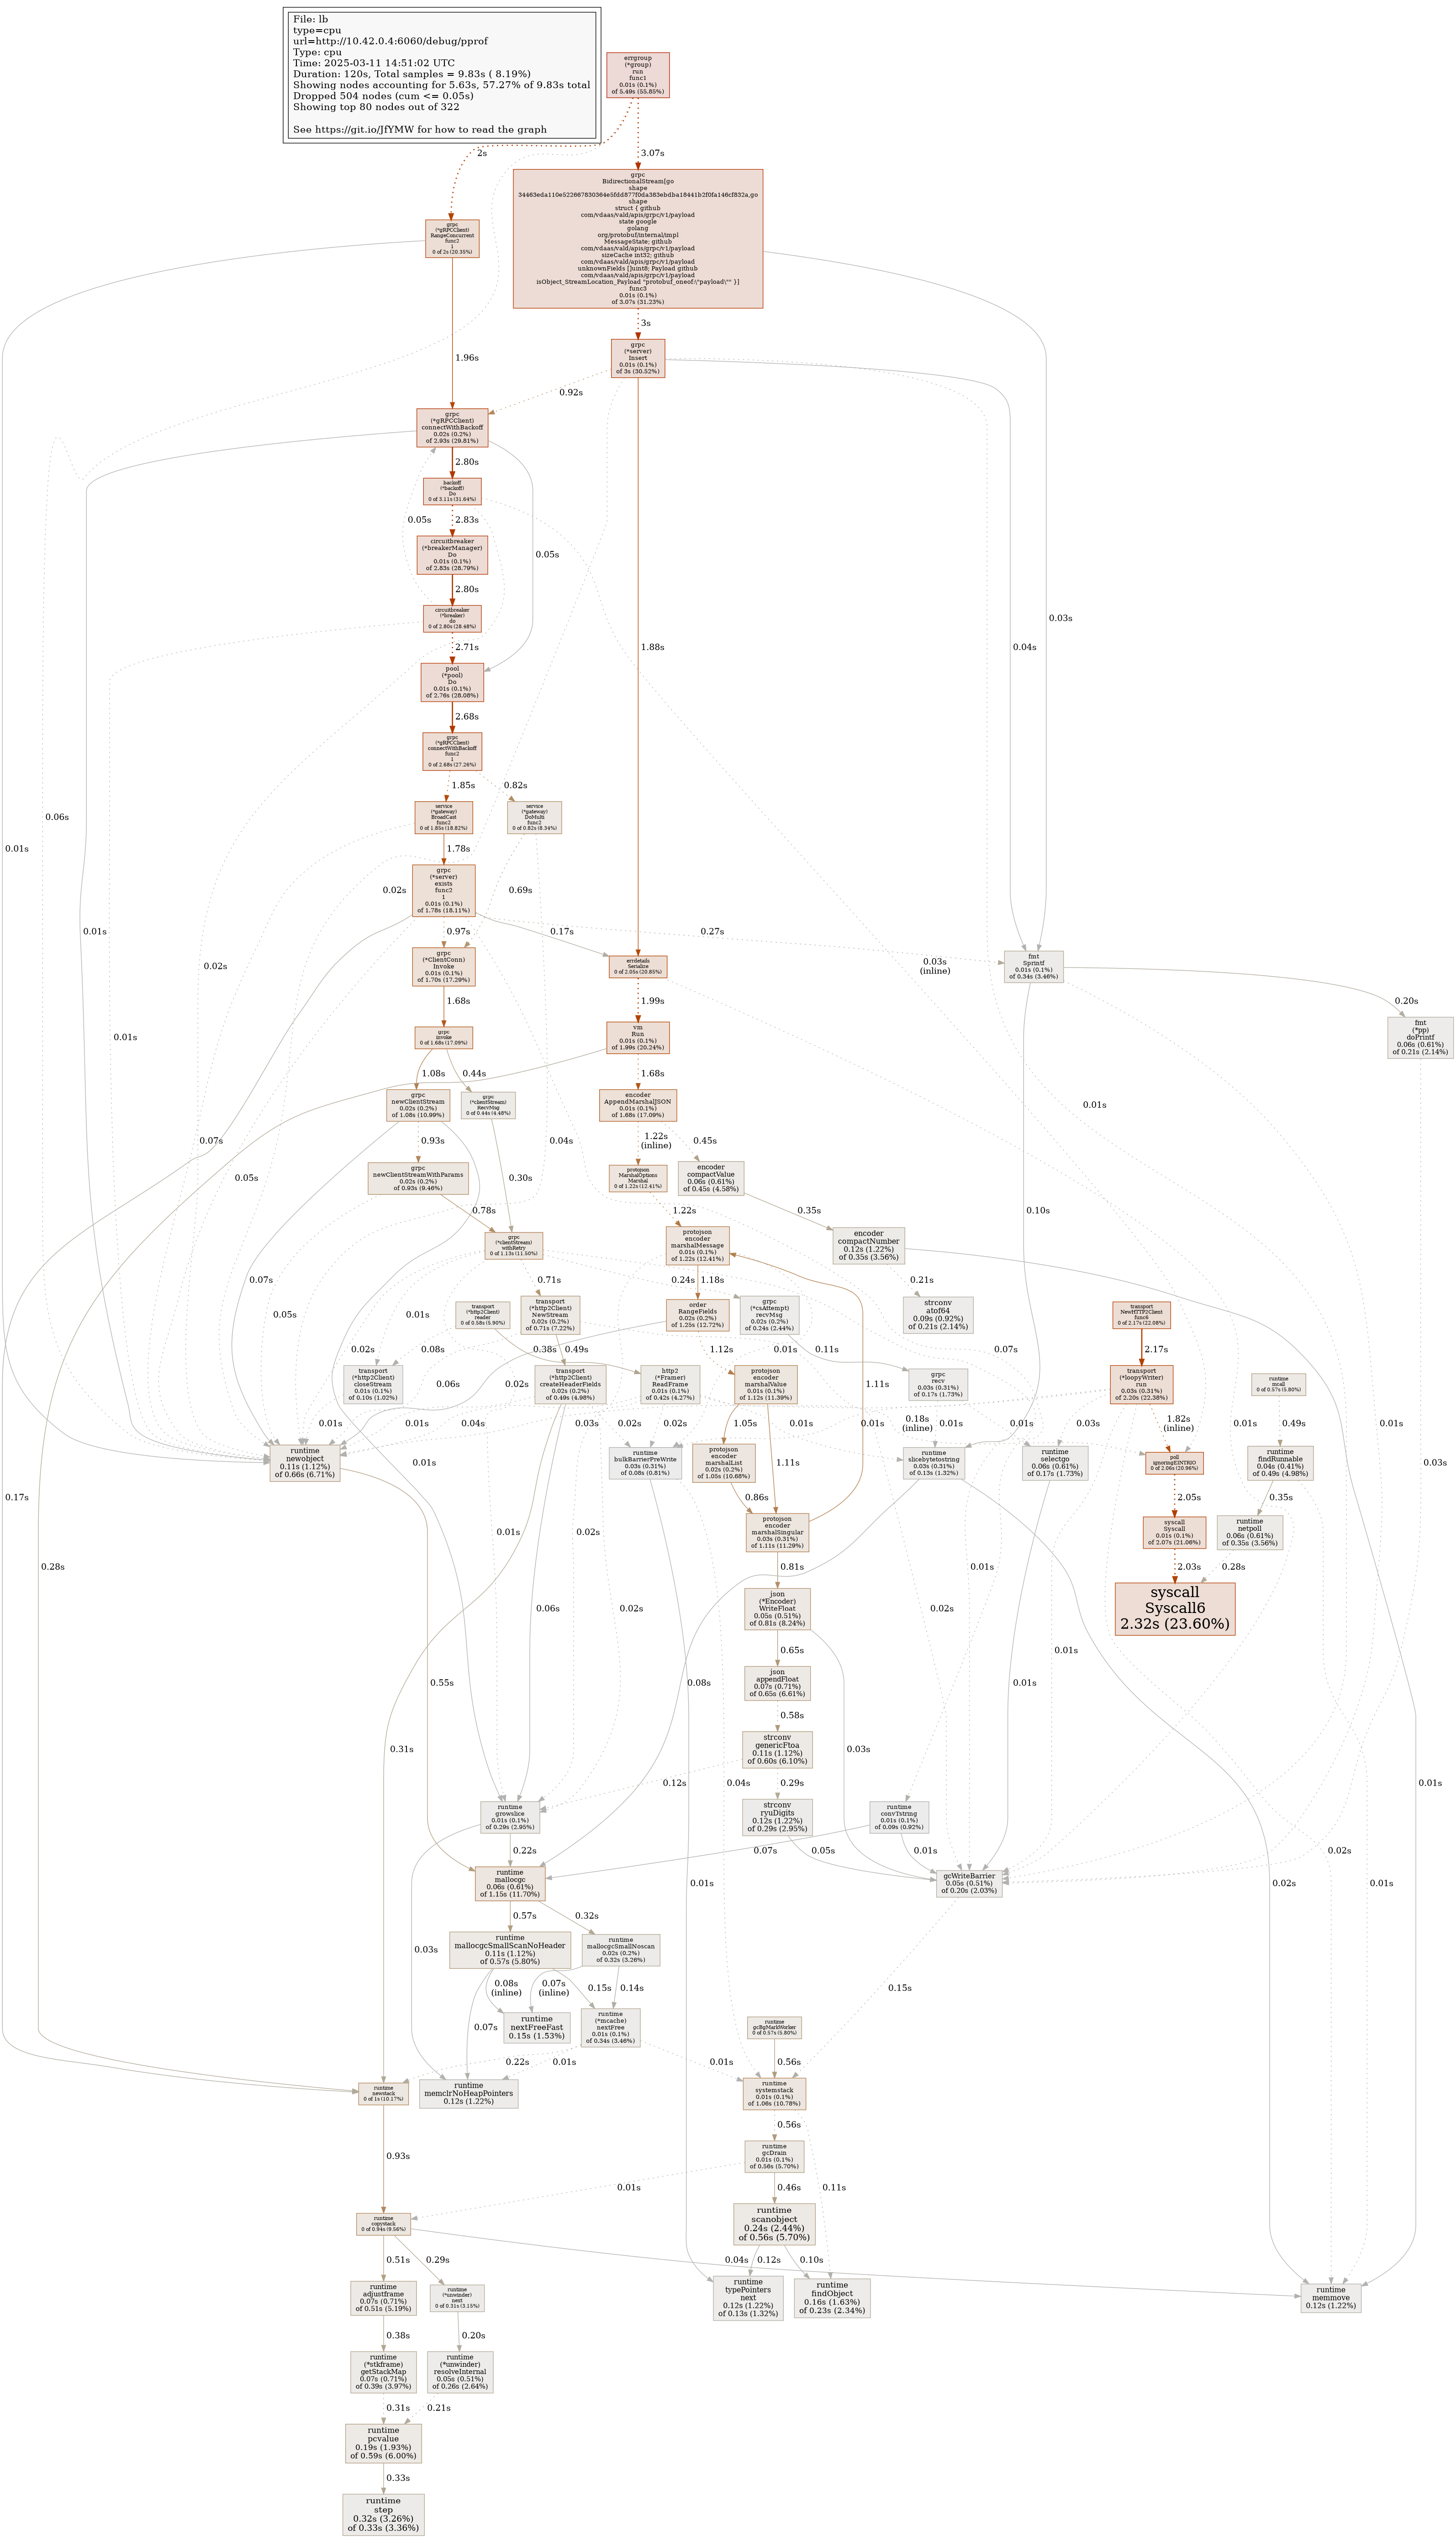 File: lb
type=cpu
url=http://10.42.0.4:6060/debug/pprof
Type: cpu
Time: 2025-03-11 14:51:02 UTC
Duration: 120s, Total samples = 9.83s ( 8.19%)
Showing nodes accounting for 5.63s, 57.27% of 9.83s total
Dropped 504 nodes (cum <= 0.05s)
Showing top 80 nodes out of 322
See https://git.io/JfYMW for how to read the graph
errgroup
(*group)
run
func1
0.01s (0.1%)
of 5.49s (55.85%)
2s
3.07s
grpc
BidirectionalStream[go
shape
struct { github
com/vdaas/vald/apis/grpc/v1/payload
state google
golang
org/protobuf/internal/impl
MessageState; github
com/vdaas/vald/apis/grpc/v1/payload
sizeCache int32; github
com/vdaas/vald/apis/grpc/v1/payload
unknownFields []uint8; Payload github
com/vdaas/vald/apis/grpc/v1/payload
isObject_StreamLocation_Payload "protobuf_oneof:\"payload\"" }]
func3
0.01s (0.1%)
of 3.07s (31.23%)
grpc
(*gRPCClient)
RangeConcurrent
func2
1
0 of 2s (20.35%)
3s
1.96s
grpc
(*server)
Insert
0.01s (0.1%)
of 3s (30.52%)
0.92s
grpc
(*gRPCClient)
connectWithBackoff
0.02s (0.2%)
of 2.93s (29.81%)
2.80s
backoff
(*backoff)
Do
0 of 3.11s (31.64%)
0.05s
2.83s
0.05s
circuitbreaker
(*breakerManager)
Do
0.01s (0.1%)
of 2.83s (28.79%)
2.80s
circuitbreaker
(*breaker)
do
0 of 2.80s (28.48%)
2.71s
1.88s
0.04s
0.03s
pool
(*pool)
Do
0.01s (0.1%)
of 2.76s (28.08%)
2.68s
grpc
(*gRPCClient)
connectWithBackoff
func2
1
0 of 2.68s (27.26%)
1.85s
0.82s
0.06s
0.01s
service
(*gateway)
BroadCast
func2
0 of 1.85s (18.82%)
service
(*gateway)
DoMulti
func2
0 of 0.82s (8.34%)
1.78s
grpc
(*server)
exists
func2
1
0.01s (0.1%)
of 1.78s (18.11%)
0.02s
0.69s
0.01s
0.97s
0.17s
0.27s
0.02s
0.03s
(inline)
grpc
(*ClientConn)
Invoke
0.01s (0.1%)
of 1.70s (17.29%)
errdetails
Serialize
0 of 2.05s (20.85%)
fmt
Sprintf
0.01s (0.1%)
of 0.34s (3.46%)
1.68s
1.99s
0.20s
0.01s
grpc
invoke
0 of 1.68s (17.09%)
vm
Run
0.01s (0.1%)
of 1.99s (20.24%)
fmt
(*pp)
doPrintf
0.06s (0.61%)
of 0.21s (2.14%)
1.08s
0.44s
1.68s
grpc
newClientStream
0.02s (0.2%)
of 1.08s (10.99%)
grpc
(*clientStream)
RecvMsg
0 of 0.44s (4.48%)
encoder
AppendMarshalJSON
0.01s (0.1%)
of 1.68s (17.09%)
0.01s
0.07s
0.93s
0.04s
1.22s
(inline)
0.45s
0.05s
0.30s
grpc
newClientStreamWithParams
0.02s (0.2%)
of 0.93s (9.46%)
protojson
MarshalOptions
Marshal
0 of 1.22s (12.41%)
encoder
compactValue
0.06s (0.61%)
of 0.45s (4.58%)
0.78s
1.22s
0.35s
0.10s
grpc
(*clientStream)
withRetry
0 of 1.13s (11.50%)
protojson
encoder
marshalMessage
0.01s (0.1%)
of 1.22s (12.41%)
encoder
compactNumber
0.12s (1.22%)
of 0.35s (3.56%)
0.07s
0.05s
0.01s
0.71s
0.24s
1.18s
0.21s
transport
(*http2Client)
reader
0 of 0.58s (5.90%)
transport
(*http2Client)
NewStream
0.02s (0.2%)
of 0.71s (7.22%)
order
RangeFields
0.02s (0.2%)
of 1.25s (12.72%)
grpc
(*csAttempt)
recvMsg
0.02s (0.2%)
of 0.24s (2.44%)
strconv
atof64
0.09s (0.92%)
of 0.21s (2.14%)
transport
NewHTTP2Client
func6
0 of 2.17s (22.08%)
0.02s
0.08s
0.38s
0.49s
1.12s
0.01s
0.11s
0.07s
2.17s
transport
(*http2Client)
closeStream
0.01s (0.1%)
of 0.10s (1.02%)
transport
(*http2Client)
createHeaderFields
0.02s (0.2%)
of 0.49s (4.98%)
http2
(*Framer)
ReadFrame
0.01s (0.1%)
of 0.42s (4.27%)
protojson
encoder
marshalValue
0.01s (0.1%)
of 1.12s (11.39%)
grpc
recv
0.03s (0.31%)
of 0.17s (1.73%)
transport
(*loopyWriter)
run
0.03s (0.31%)
of 2.20s (22.38%)
runtime
mcall
0 of 0.57s (5.80%)
0.06s
0.02s
1.11s
0.01s
0.01s
0.04s
0.03s
0.02s
0.02s
1.05s
0.01s
0.18s
(inline)
0.01s
0.01s
0.01s
0.03s
1.82s
(inline)
0.01s
0.49s
0.01s
0.03s
runtime
newobject
0.11s (1.12%)
of 0.66s (6.71%)
runtime
bulkBarrierPreWrite
0.03s (0.31%)
of 0.08s (0.81%)
protojson
encoder
marshalList
0.02s (0.2%)
of 1.05s (10.68%)
1.11s
runtime
slicebytetostring
0.03s (0.31%)
of 0.13s (1.32%)
runtime
selectgo
0.06s (0.61%)
of 0.17s (1.73%)
poll
ignoringEINTRIO
0 of 2.06s (20.96%)
runtime
findRunnable
0.04s (0.41%)
of 0.49s (4.98%)
0.17s
0.86s
2.05s
0.35s
0.01s
0.02s
0.02s
protojson
encoder
marshalSingular
0.03s (0.31%)
of 1.11s (11.29%)
syscall
Syscall
0.01s (0.1%)
of 2.07s (21.06%)
runtime
netpoll
0.06s (0.61%)
of 0.35s (3.56%)
0.28s
0.81s
0.01s
2.03s
0.28s
0.06s
0.02s
json
(*Encoder)
WriteFloat
0.05s (0.51%)
of 0.81s (8.24%)
0.02s
syscall
Syscall6
2.32s (23.60%)
0.65s
0.01s
0.55s
json
appendFloat
0.07s (0.71%)
of 0.65s (6.61%)
0.08s
0.01s
0.58s
0.31s
strconv
genericFtoa
0.11s (1.12%)
of 0.60s (6.10%)
0.03s
0.12s
0.04s
0.29s
0.01s
runtime
growslice
0.01s (0.1%)
of 0.29s (2.95%)
strconv
ryuDigits
0.12s (1.22%)
of 0.29s (2.95%)
runtime
convTstring
0.01s (0.1%)
of 0.09s (0.92%)
0.22s
0.05s
0.07s
0.01s
0.02s
runtime
mallocgc
0.06s (0.61%)
of 1.15s (11.70%)
0.01s
gcWriteBarrier
0.05s (0.51%)
of 0.20s (2.03%)
0.02s
0.01s
0.57s
0.32s
0.03s
runtime
mallocgcSmallScanNoHeader
0.11s (1.12%)
of 0.57s (5.80%)
runtime
mallocgcSmallNoscan
0.02s (0.2%)
of 0.32s (3.26%)
0.08s
(inline)
0.07s
(inline)
0.15s
0.14s
0.15s
0.07s
runtime
nextFreeFast
0.15s (1.53%)
runtime
(*mcache)
nextFree
0.01s (0.1%)
of 0.34s (3.46%)
runtime
gcBgMarkWorker
0 of 0.57s (5.80%)
0.22s
0.01s
0.01s
0.56s
runtime
newstack
0 of 1s (10.17%)
runtime
memclrNoHeapPointers
0.12s (1.22%)
runtime
systemstack
0.01s (0.1%)
of 1.06s (10.78%)
0.56s
0.93s
runtime
gcDrain
0.01s (0.1%)
of 0.56s (5.70%)
0.01s
0.46s
0.11s
runtime
copystack
0 of 0.94s (9.56%)
runtime
scanobject
0.24s (2.44%)
of 0.56s (5.70%)
0.51s
0.29s
0.04s
0.12s
0.10s
runtime
adjustframe
0.07s (0.71%)
of 0.51s (5.19%)
runtime
(*unwinder)
next
0 of 0.31s (3.15%)
runtime
typePointers
next
0.12s (1.22%)
of 0.13s (1.32%)
runtime
findObject
0.16s (1.63%)
of 0.23s (2.34%)
runtime
memmove
0.12s (1.22%)
0.38s
0.20s
runtime
(*stkframe)
getStackMap
0.07s (0.71%)
of 0.39s (3.97%)
runtime
(*unwinder)
resolveInternal
0.05s (0.51%)
of 0.26s (2.64%)
0.31s
0.21s
runtime
pcvalue
0.19s (1.93%)
of 0.59s (6.00%)
0.33s
runtime
step
0.32s (3.26%)
of 0.33s (3.36%)